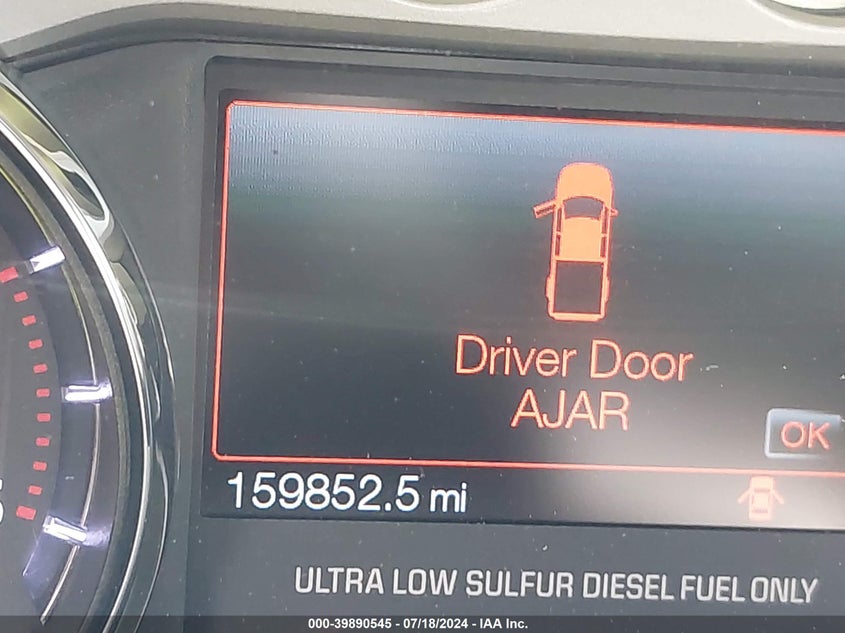 Driver Door
AJAR
OK
159852.5 mi
ULTRA LOW SULFUR DIESEL FUEL ONLY
000-39890545 - 07/18/2024 - IAA Inc.